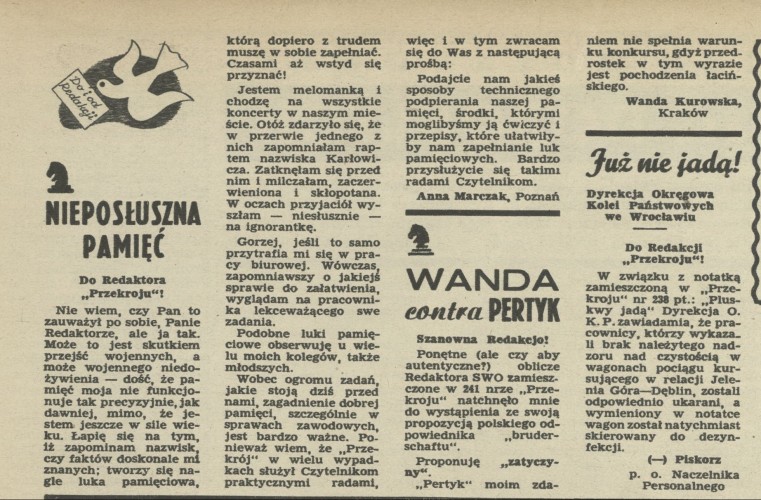 Do i od
Redakcji
NIEPOSŁUSZNA
PAMIĘĆ
Do Redaktora
„Przekroju"!
Nie wiem, czy Pan to
zauważył po sobie, Panie
Redaktorze, ale ja tak.
Może to jest skutkiem
przejść wojennych, a
może wojennego niedo-
żywienia — dość, że pa-
mięć moja nie funkcjo-
nuje tak precyzyjnie, jak
dawniej, mimo, że je-
stem jeszcze w sile wie-
ku. Łapię się na tym,
iż zapominam nazwisk,
czy faktów doskonale mi
znanych; tworzy się na-
gle luka pamięciowa,
którą dopiero z trudem
muszę w sobie zapełniać.
Czasami aż wstyd się
przyznać!
Jestem melomanką i
chodzę na wszystkie
koncerty w naszym mie-
ście. Otóż zdarzyło się, że
w przerwie jednego z
nich zapomniałam rap-
tem nazwiska Karłowi-
cza. Zatknęłam się przed
nim i milczałam, zaczer-
wieniona i skłopotana.
W oczach przyjaciół wy-
szłam — niesłusznie —
na ignorantkę.
Gorzej, jeśli to samo
przytrafia mi się w pra-
cy biurowej. Wówczas,
zapomniawszy o jakiejś
sprawie do załatwienia,
wyglądam na pracowni-
ka lekceważącego swe
zadania.
Podobne luki pamię-
ciowe obserwuję u wie-
lu moich kolegów, także
młodszych.
Wobec ogromu zadań,
jakie stoją dziś przed
nami, zagadnienie dobrej
pamięci, szczególnie w
sprawach zawodowych,
jest bardzo ważne. Po-
nieważ wiem, że „Prze-
krój" w wielu wypad-
kach służył Czytelnikom
praktycznymi radami,
więc i w tym zwracam
się do Was z następującą
prośbą:
Podajcie nam jakieś
sposoby technicznego
podpierania naszej pa-
mięci, środki, którymi
moglibyśmy ją ćwiczyć i
przepisy, które ułatwiły-
by nam zapełnianie luk
pamięciowych. Bardzo
przysłużycie się takimi
radami Czytelnikom.
Anna Marczak, Poznań
WANDA
contra PERTYK
Szanowna Redakcjo!
Ponętne (ale czy aby
autentyczne?) oblicze
Redaktora SWO zamiesz-
czone w 241 nrze „Prze-
kroju" natchnęło mnie
do wystąpienia ze swoją
propozycją polskiego od-
powiednika „bruder-
schaftu".
Proponuję „zatyczy-
ny".
„Pertyk" moim zda-
niem nie spełnia warun-
ku konkursu, gdyż przed-
rostek w tym wyrazie
jest pochodzenia łaciń-
skiego.
Wanda Kurowska,
Kraków
Już nie jadą!
Dyrekcja Okręgowa
Kolei Państwowych
we Wrocławiu
Do Redakcji
„Przekroju"!
W związku z notatką
zamieszczoną w „Prze-
kroju" nr 238 pt.: „Plus-
kwy jadą" Dyrekcja O.
K. P. zawiadamia, że pra-
cownicy, którzy wykaza-
li brak należytego nad-
zoru nad czystością w
wagonach pociągu kur-
sującego w relacji Jele-
nia Góra—Dęblin, zostali
odpowiednio ukarani, a
wymieniony w notatce
wagon został natychmiast
skierowany do dezyn-
fekcji.
(—) Piskorz
p. o. Naczelnika
Personalnego